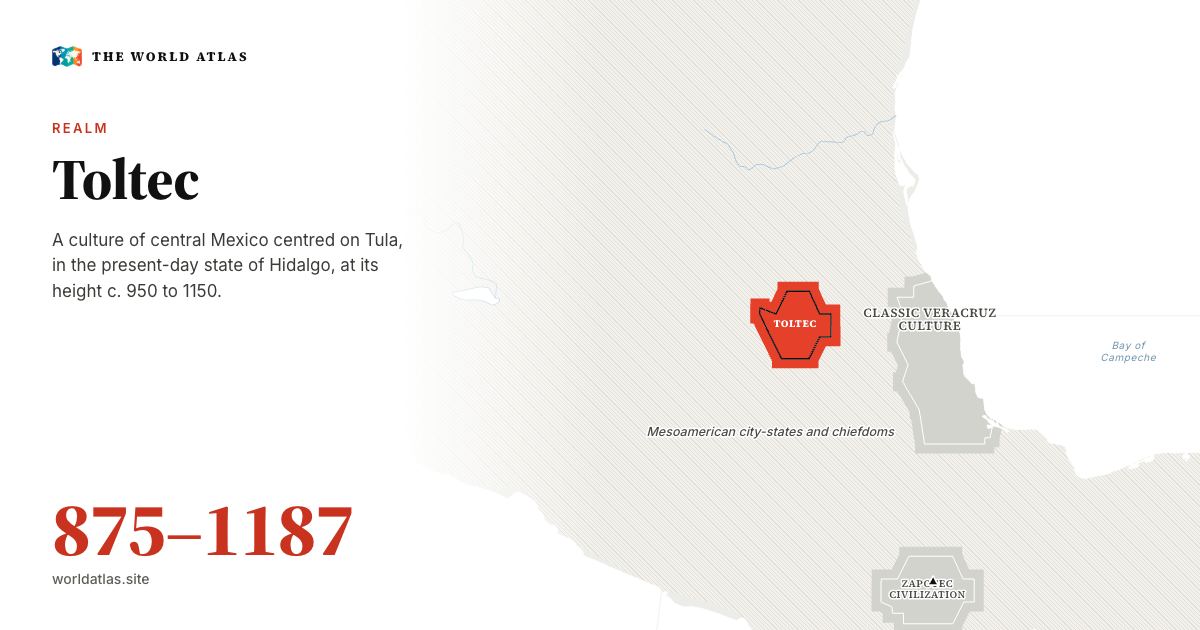 THE WORLD ATLAS
REALM
Toltec
A culture of central Mexico centred on Tula,
in the present-day state of Hidalgo, at its
height c. 950 to 1150.
875–1187
worldatlas.site
TOLTEC
CLASSIC VERACRUZ
CULTURE
Bay of
Campeche
Mesoamerican city-states and chiefdoms
CIVILIZATION